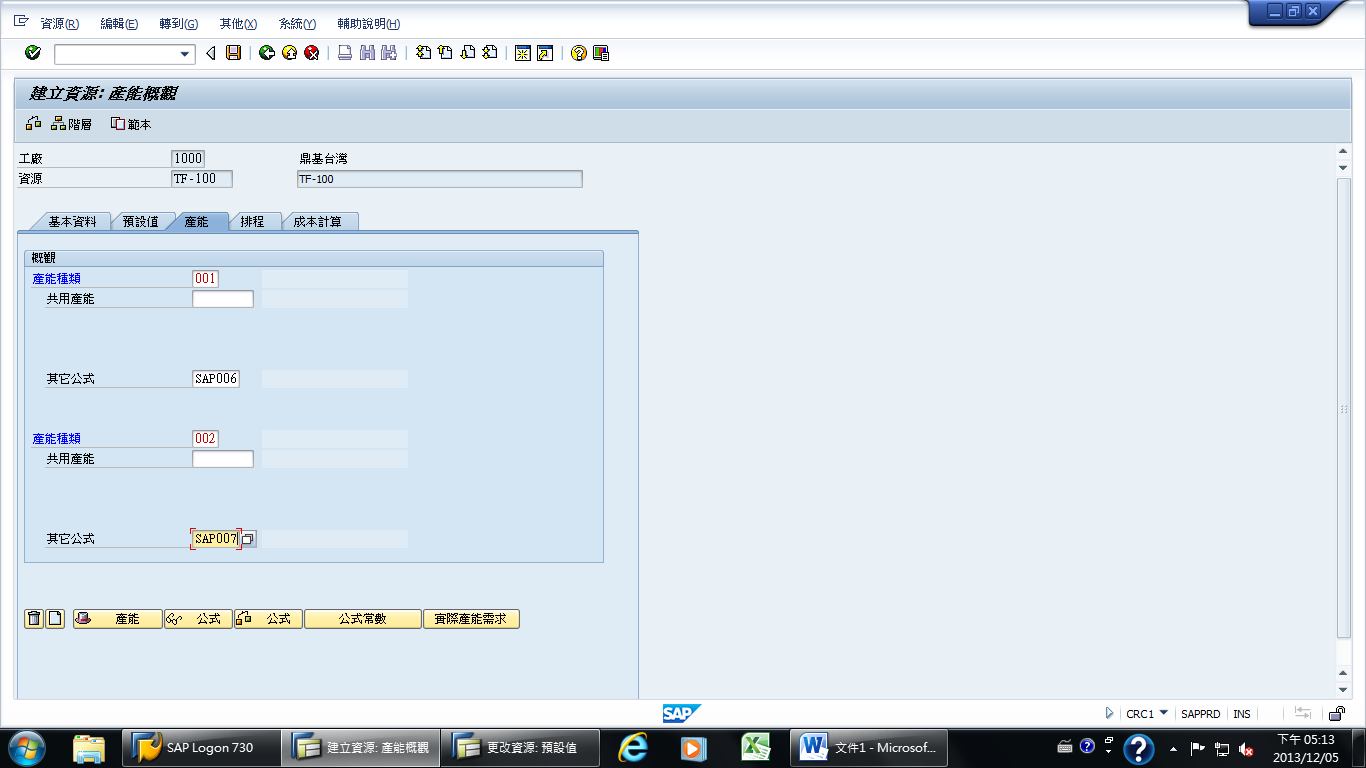 資源(R) 編輯(E) 轉到(G) 其他(X) 系統(Y) 輔助說明(H)
建立資源: 產能概觀
階層 範本
工廠 1000 鼎基台灣
資源 TF-100 TF-100
基本資料 預設值 產能 排程 成本計算
概觀
產能種類 001
共用產能
其它公式 SAP006
產能種類 002
共用產能
其它公式 SAP007
產能 公式 公式 公式常數 實際產能需求
SAP
CRC1 SAPPRD INS
SAP Logon 730 建立資源: 產能概觀 更改資源: 預設值 文件1 - Microsof...
下午 05:13
2013/12/05